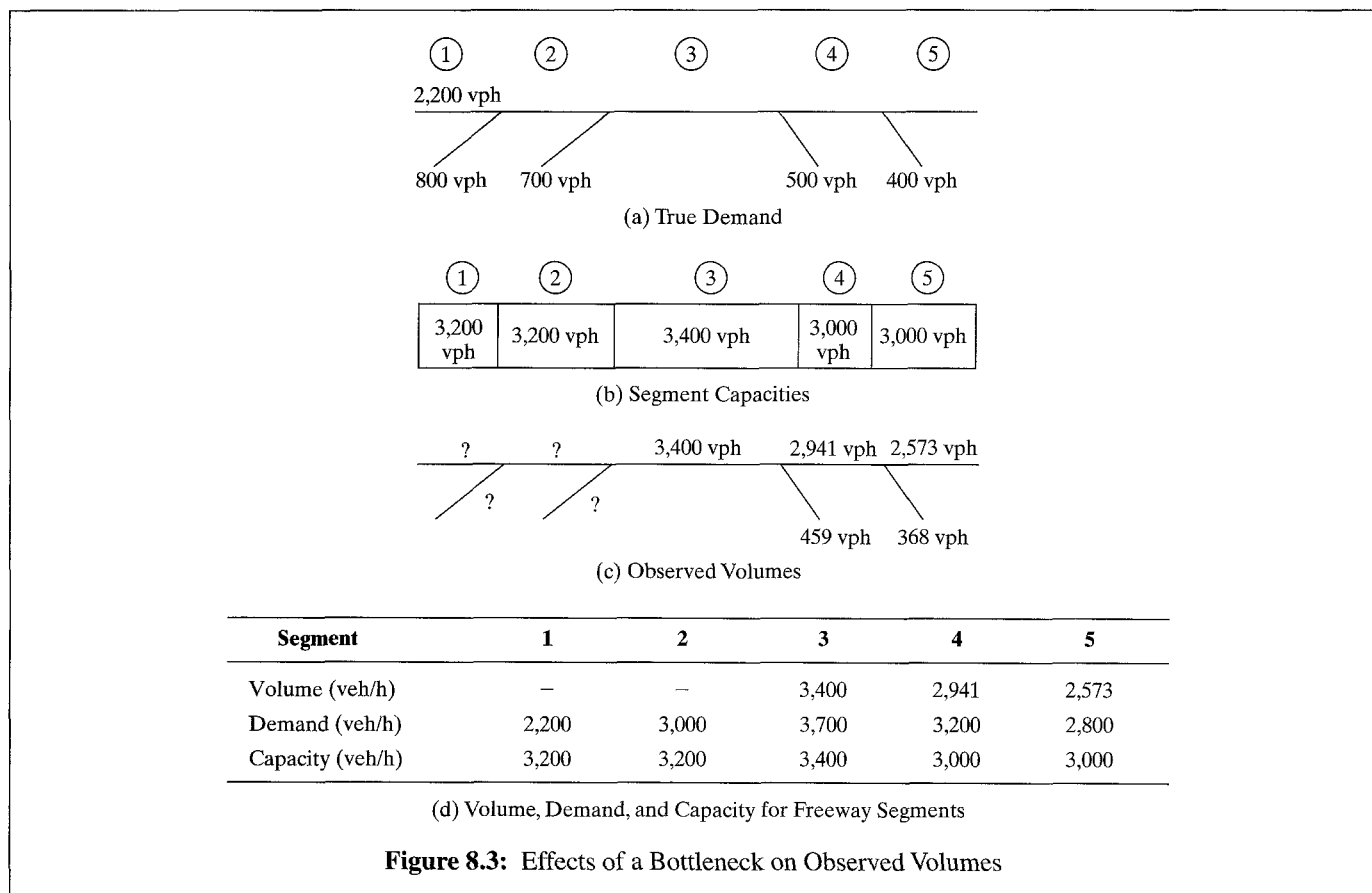 1 2 3 4 5
2,200 vph
800 vph 700 vph 500 vph 400 vph
(a) True Demand
1 2 3 4 5
3,200 vph 3,200 vph 3,400 vph 3,000 vph 3,000 vph
(b) Segment Capacities
? ? 3,400 vph 2,941 vph 2,573 vph
? ?
459 vph 368 vph
(c) Observed Volumes
Segment 1 2 3 4 5
Volume (veh/h) – – 3,400 2,941 2,573
Demand (veh/h) 2,200 3,000 3,700 3,200 2,800
Capacity (veh/h) 3,200 3,200 3,400 3,000 3,000
(d) Volume, Demand, and Capacity for Freeway Segments
Figure 8.3: Effects of a Bottleneck on Observed Volumes